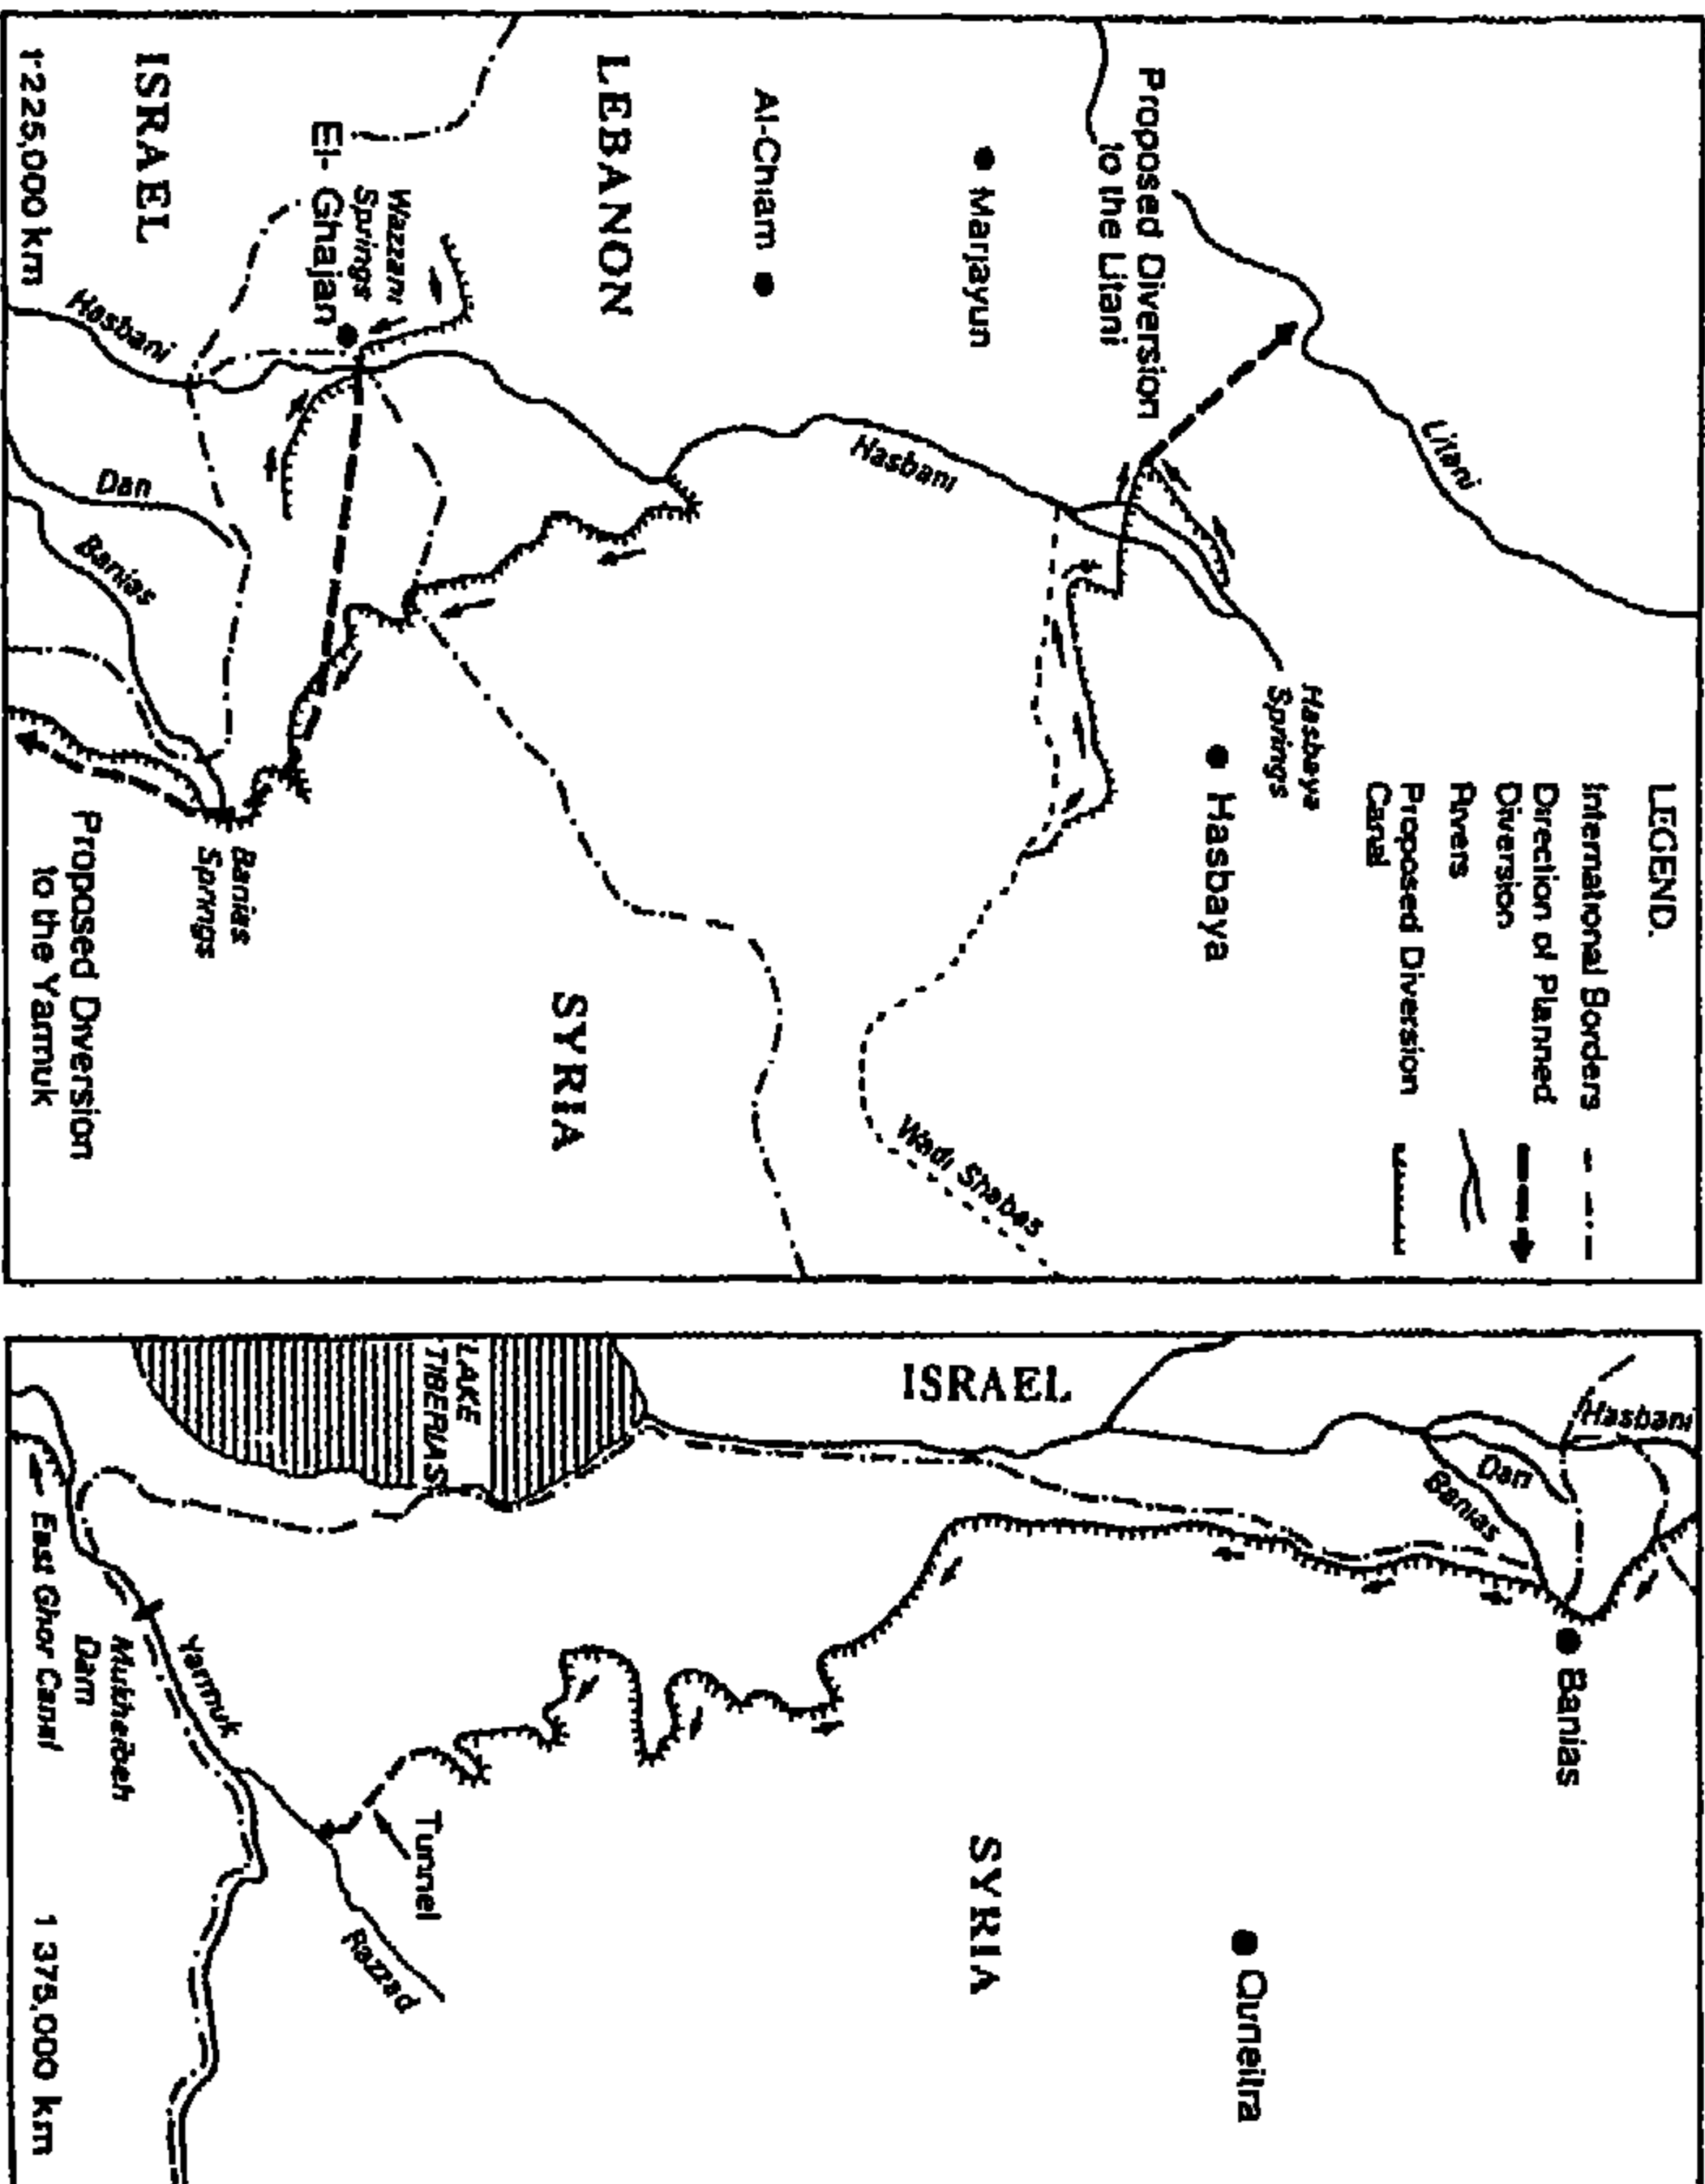 LEGEND.
International Borders
Direction of Planned
Diversion
Rivers
Proposed Diversion
Canal
Litani
Hasbaya
Springs
Hasbaya
Proposed Diversion
to the Litani
Marjayun
Hasbani
Wadi Shabas
Al-Chiam
LEBANON
SYRIA
Wazzani
Springs
El-Ghajan
ISRAEL
Hasbani
Dan
Banias
Banias
Springs
Proposed Diversion
to the Yarmuk
1·225,000 km
Hasbani
Dan
Banias
Banias
Quneitra
ISRAEL
SYRIA
LAKE
TIBERIAS
Tunnel
Razzad
Yarmuk
Mukheibeh
Dam
East Ghor Canal
1 375,000 km